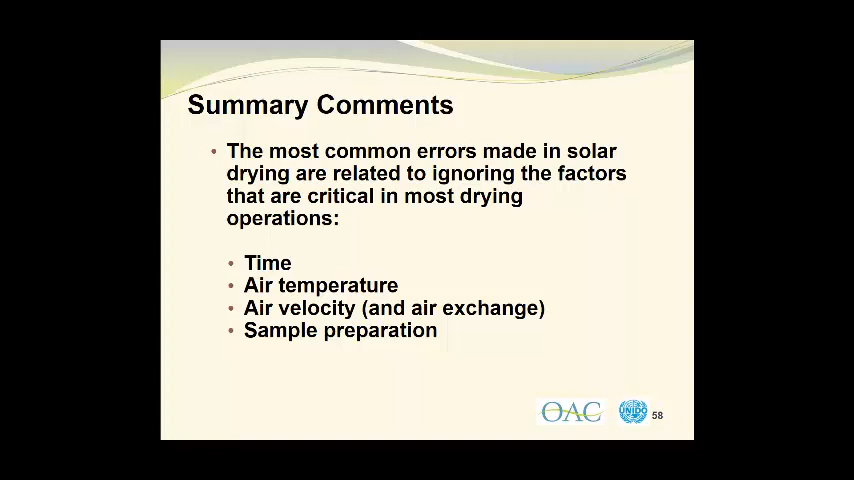 Summary Comments
• The most common errors made in solar
drying are related to ignoring the factors
that are critical in most drying
operations:
• Time
• Air temperature
• Air velocity (and air exchange)
• Sample preparation
OAC
UNIDO
58